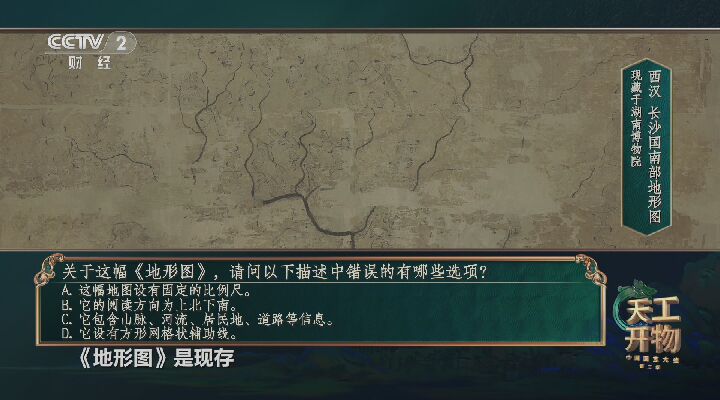 CCTV 2
财经
西汉 长沙国南部地形图
现藏于湖南博物院
关于这幅《地形图》，请问以下描述中错误的有哪些选项？
A. 这幅地图设有固定的比例尺。
B. 它的阅读方向为上北下南。
C. 它包含山脉、河流、居民地、道路等信息。
D. 它设有方形网格状辅助线。
天工
开物
《地形图》是现存